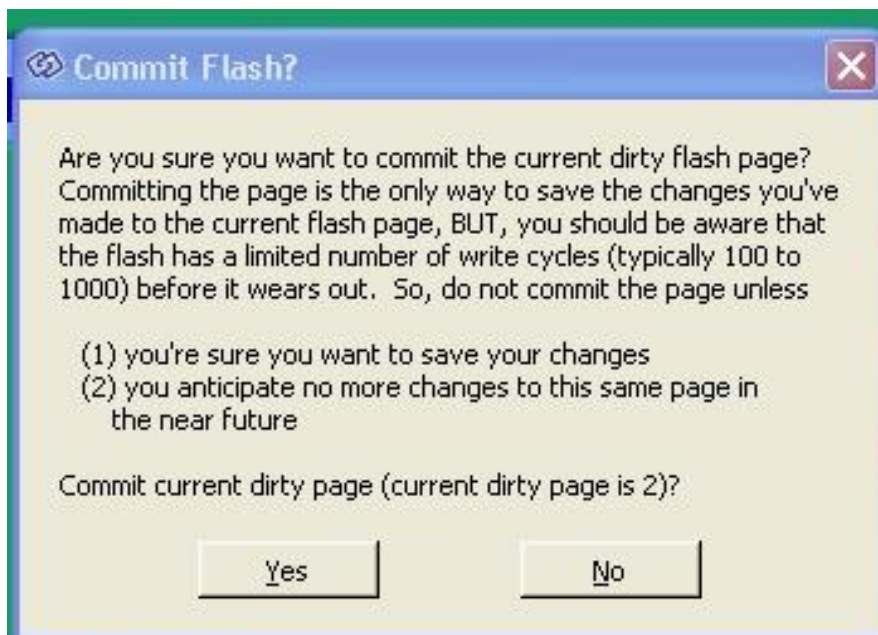 Commit Flash?
Are you sure you want to commit the current dirty flash page?
Committing the page is the only way to save the changes you've
made to the current flash page, BUT, you should be aware that
the flash has a limited number of write cycles (typically 100 to
1000) before it wears out.  So, do not commit the page unless
(1) you're sure you want to save your changes
(2) you anticipate no more changes to this same page in
the near future
Commit current dirty page (current dirty page is 2)?
Yes
No